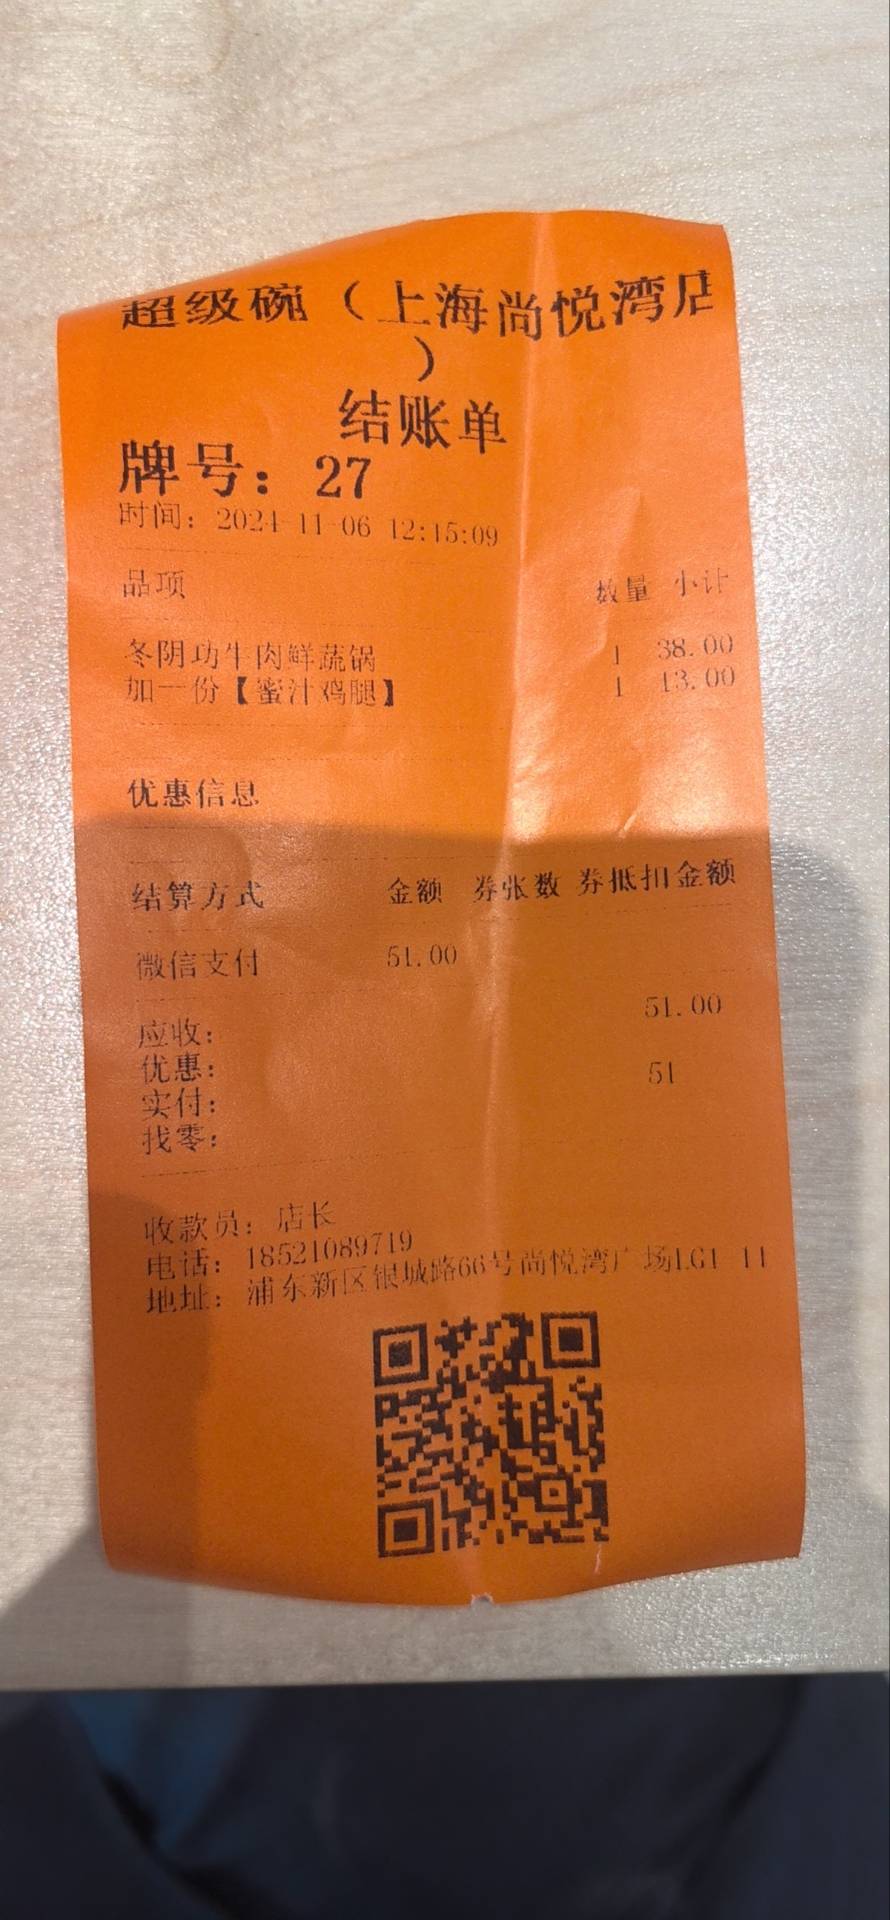 超级碗（上海尚悦湾店
）
结账单
牌号：27
时间：2024-11-06 12:15:09
品项 数量 小计
冬阴功牛肉鲜蔬锅 1 38.00
加一份【蜜汁鸡腿】 1 13.00
优惠信息
结算方式 金额 券张数 券抵扣金额
微信支付 51.00
应收： 51.00
优惠：
实付： 51
找零：
收款员：店长
电话：18521089719
地址：浦东新区银城路66号尚悦湾广场LG1-11